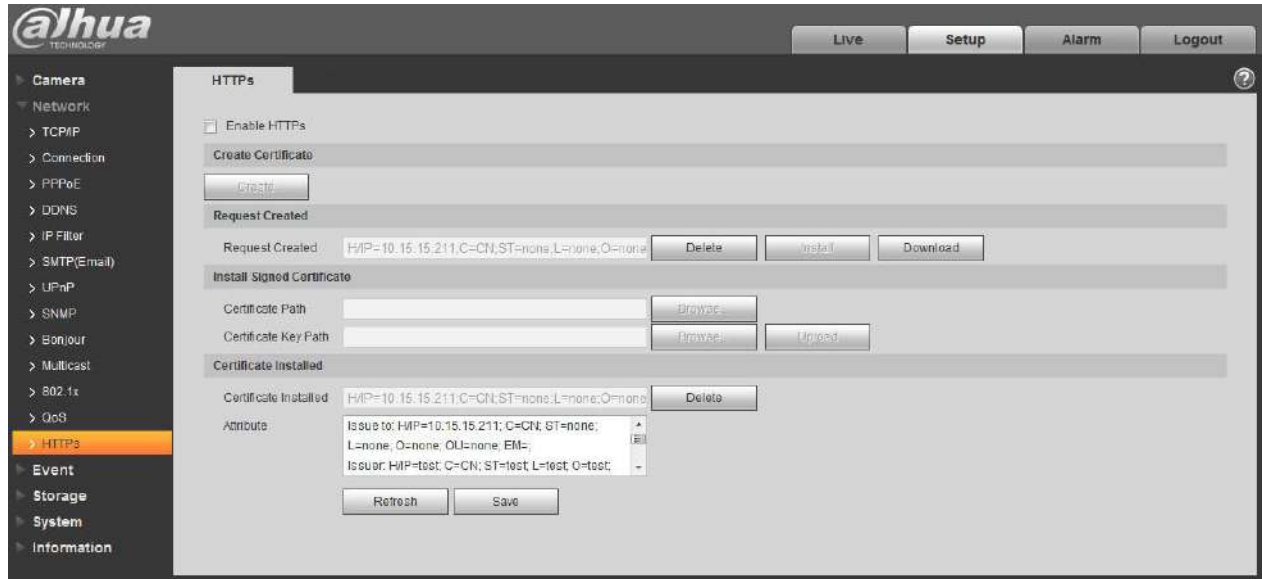 alhua
TECHNOLOGY
Live
Setup
Alarm
Logout
Camera
Network
> TCP/IP
> Connection
> PPPoE
> DDNS
> IP Filter
> SMTP(Email)
> UPnP
> SNMP
> Bonjour
> Multicast
> 802.1x
> QoS
> HTTPs
Event
Storage
System
Information
HTTPs
?
Enable HTTPs
Create Certificate
Create
Request Created
Request Created H/IP=10.15.15.211;C=CN;ST=none;L=none;O=none Delete Install Download
Install Signed Certificate
Certificate Path Browse...
Certificate Key Path Browse... Upload
Certificate Installed
Certificate Installed H/IP=10.15.15.211;C=CN;ST=none;L=none;O=none Delete
Attribute
Issue to: H/IP=10.15.15.211; C=CN; ST=none;
L=none; O=none; OU=none; EM=;
Issuer: H/IP=test; C=CN; ST=test; L=test; O=test;
Refresh Save